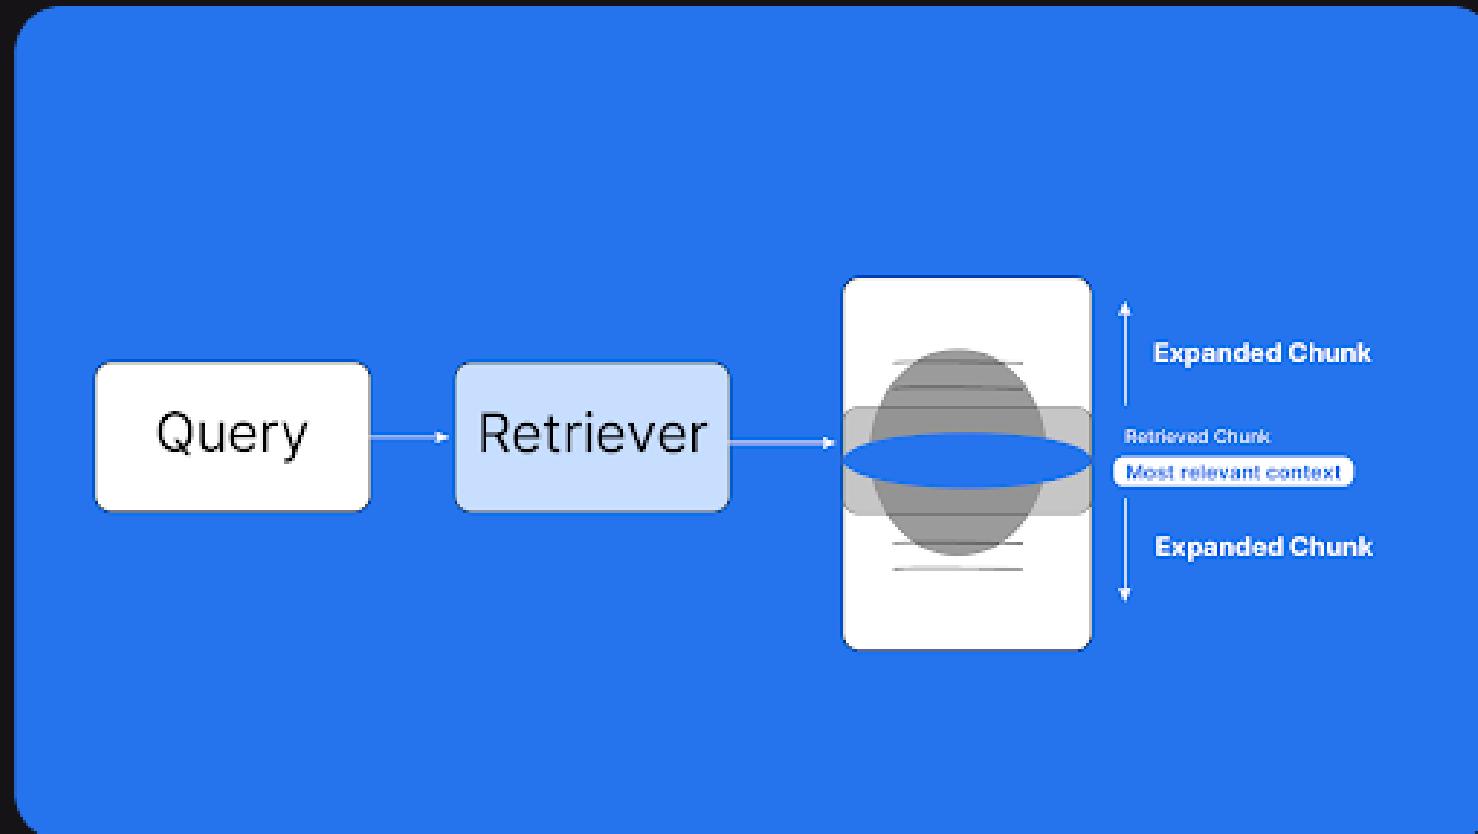 Query
Retriever
Expanded Chunk
Retrieved Chunk
Most relevant context
Expanded Chunk